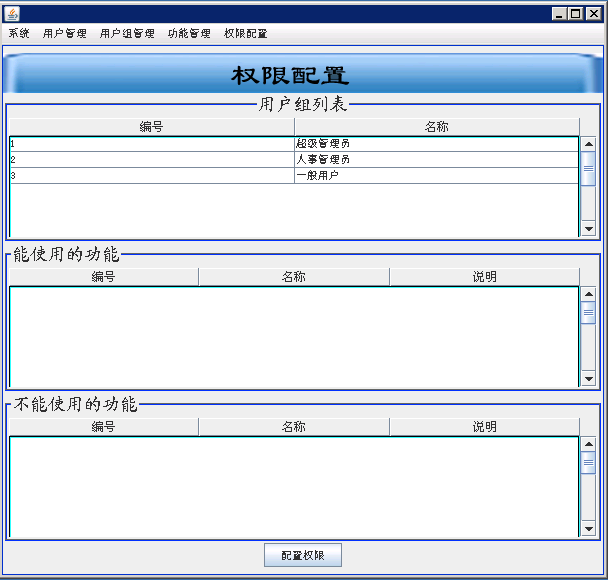 系统 用户管理 用户组管理 功能管理 权限配置
权限配置
用户组列表
编号 名称
1 超级管理员
2 人事管理员
3 一般用户
能使用的功能
编号 名称 说明
不能使用的功能
编号 名称 说明
配置权限